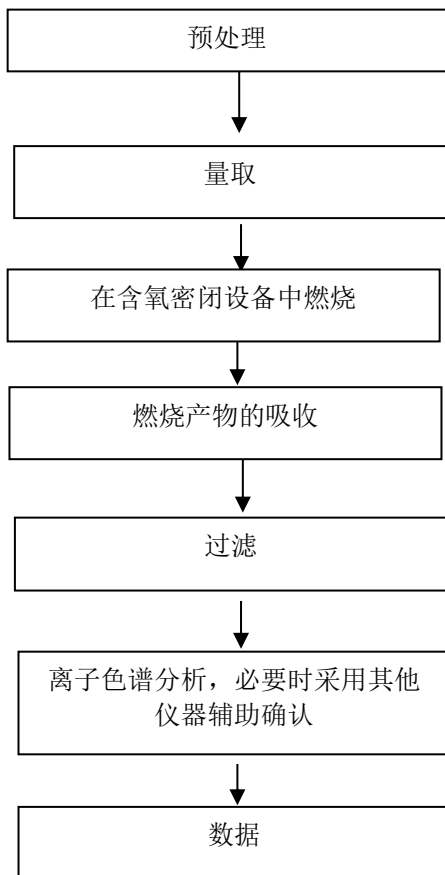 预处理
量取
在含氧密闭设备中燃烧
燃烧产物的吸收
过滤
离子色谱分析，必要时采用其他
仪器辅助确认
数据